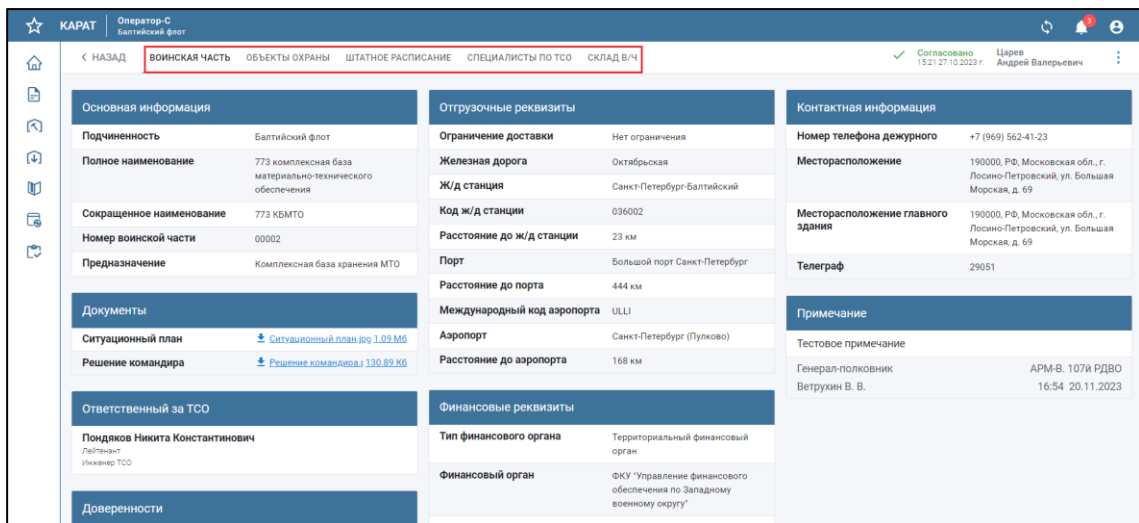 КАРАТ
Оператор-С
Балтийский флот
3
< НАЗАД
ВОИНСКАЯ ЧАСТЬ
ОБЪЕКТЫ ОХРАНЫ
ШТАТНОЕ РАСПИСАНИЕ
СПЕЦИАЛИСТЫ ПО ТСО
СКЛАД В/Ч
Согласовано
15:21 27.10.2023 г.
Царев
Андрей Валерьевич
Основная информация
Подчиненность Балтийский флот
Полное наименование 773 комплексная база
материально-технического
обеспечения
Сокращенное наименование 773 КБМТО
Номер воинской части 00002
Предназначение Комплексная база хранения МТО
Документы
Ситуационный план Ситуационный план.jpg 1.09 Мб
Решение командира Решение командира.г 130.89 Кб
Ответственный за ТСО
Пондяков Никита Константинович
Лейтенант
Инженер ТСО
Доверенности
Отгрузочные реквизиты
Ограничение доставки Нет ограничения
Железная дорога Октябрьская
Ж/д станция Санкт-Петербург-Балтийский
Код ж/д станции 036002
Расстояние до ж/д станции 23 км
Порт Большой порт Санкт-Петербург
Расстояние до порта 444 км
Международный код аэропорта ULLI
Аэропорт Санкт-Петербург (Пулково)
Расстояние до аэропорта 168 км
Финансовые реквизиты
Тип финансового органа Территориальный финансовый
орган
Финансовый орган ФКУ "Управление финансового
обеспечения по Западному
военному округу"
Контактная информация
Номер телефона дежурного +7 (969) 562-41-23
Месторасположение 190000, РФ, Московская обл., г.
Лосино-Петровский, ул. Большая
Морская, д. 69
Месторасположение главного
здания
190000, РФ, Московская обл., г.
Лосино-Петровский, ул. Большая
Морская, д. 69
Телеграф 29051
Примечание
Тестовое примечание
Генерал-полковник АРМ-В. 107й РДВО
Ветрухин В. В. 16:54 20.11.2023